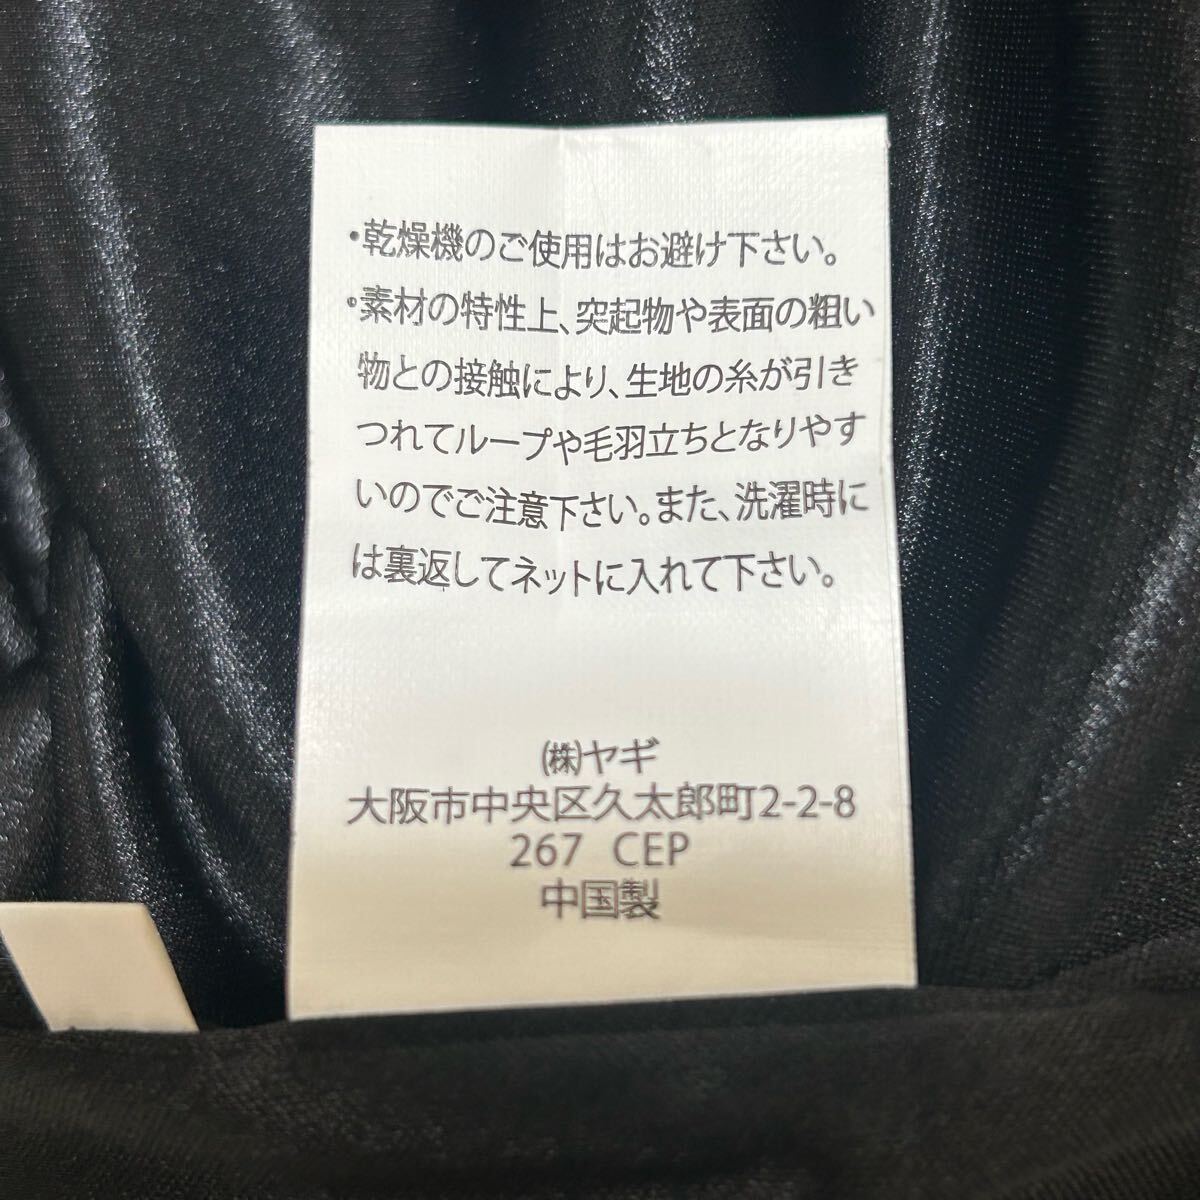 ・乾燥機のご使用はお避け下さい。
・素材の特性上、突起物や表面の粗い
物との接触により、生地の糸が引き
つれてループや毛羽立ちとなりやす
いのでご注意下さい。また、洗濯時に
は裏返してネットに入れて下さい。
㈱ヤギ
大阪市中央区久太郎町2-2-8
267 CEP
中国製